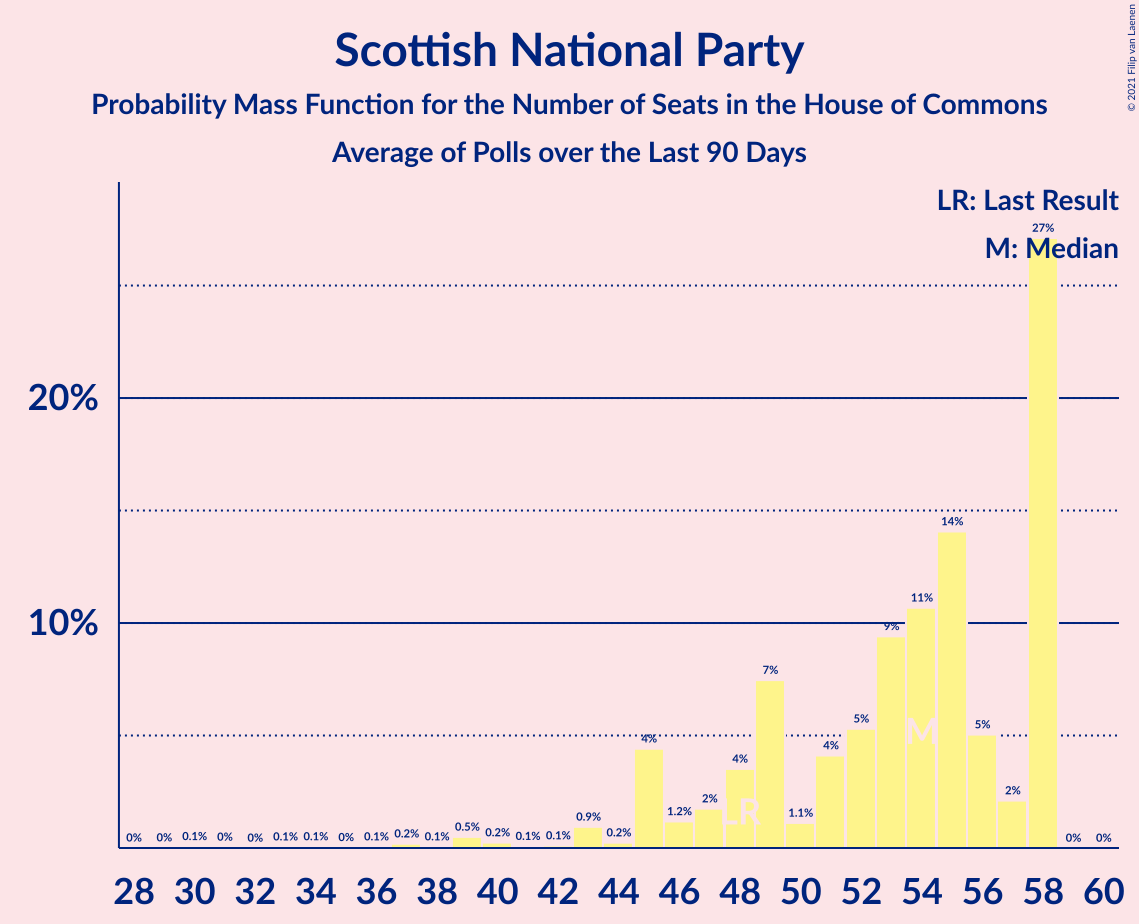 Scottish National Party
Probability Mass Function for the Number of Seats in the House of Commons
Average of Polls over the Last 90 Days
© 2021 Filip van Laenen
LR: Last Result
M: Median
20%
10%
0% 0% 0.1% 0% 0% 0.1% 0.1% 0% 0.1% 0.2% 0.1% 0.5% 0.2% 0.1% 0.1% 0.9% 0.2% 4% 1.2% 2% 4% 7% 1.1% 4% 5% 9% 11% 14% 5% 2% 27% 0% 0%
LR
M
28 30 32 34 36 38 40 42 44 46 48 50 52 54 56 58 60